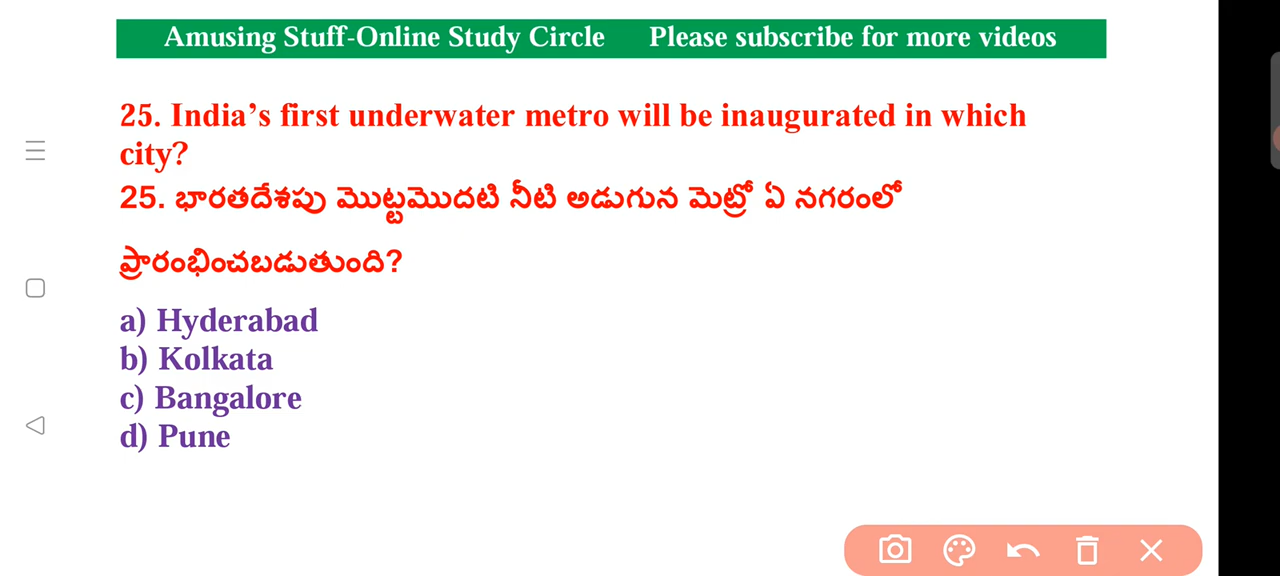 Amusing Stuff-Online Study Circle Please subscribe for more videos
25. India’s first underwater metro will be inaugurated in which
city?
25. భారతదేశపు మొట్టమొదటి నీటి అడుగున మెట్రో ఏ నగరంలో
ప్రారంభించబడుతుంది?
a) Hyderabad
b) Kolkata
c) Bangalore
d) Pune